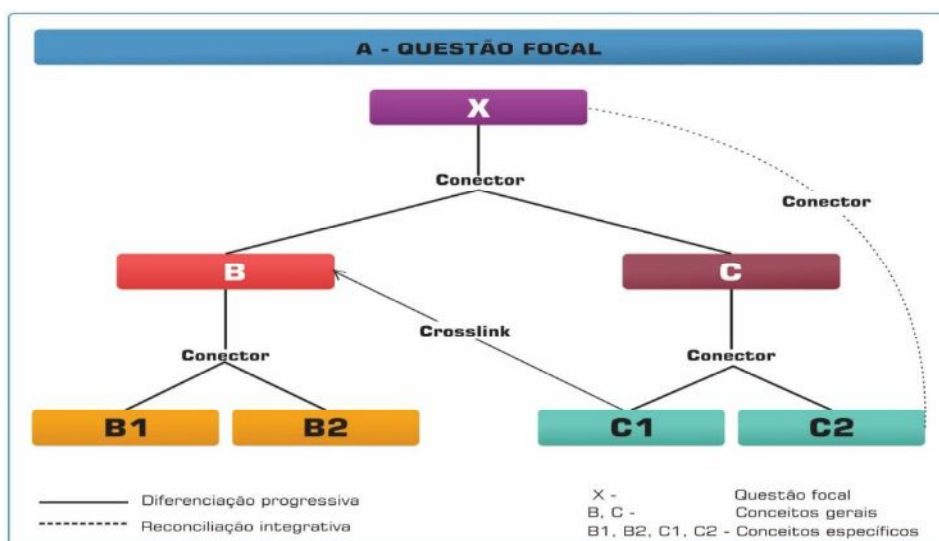 A - QUESTÃO FOCAL
X
Conector
Conector
B
C
Crosslink
Conector
Conector
B1
B2
C1
C2
Diferenciação progressiva
Reconciliação integrativa
X - Questão focal
B, C - Conceitos gerais
B1, B2, C1, C2 - Conceitos específicos